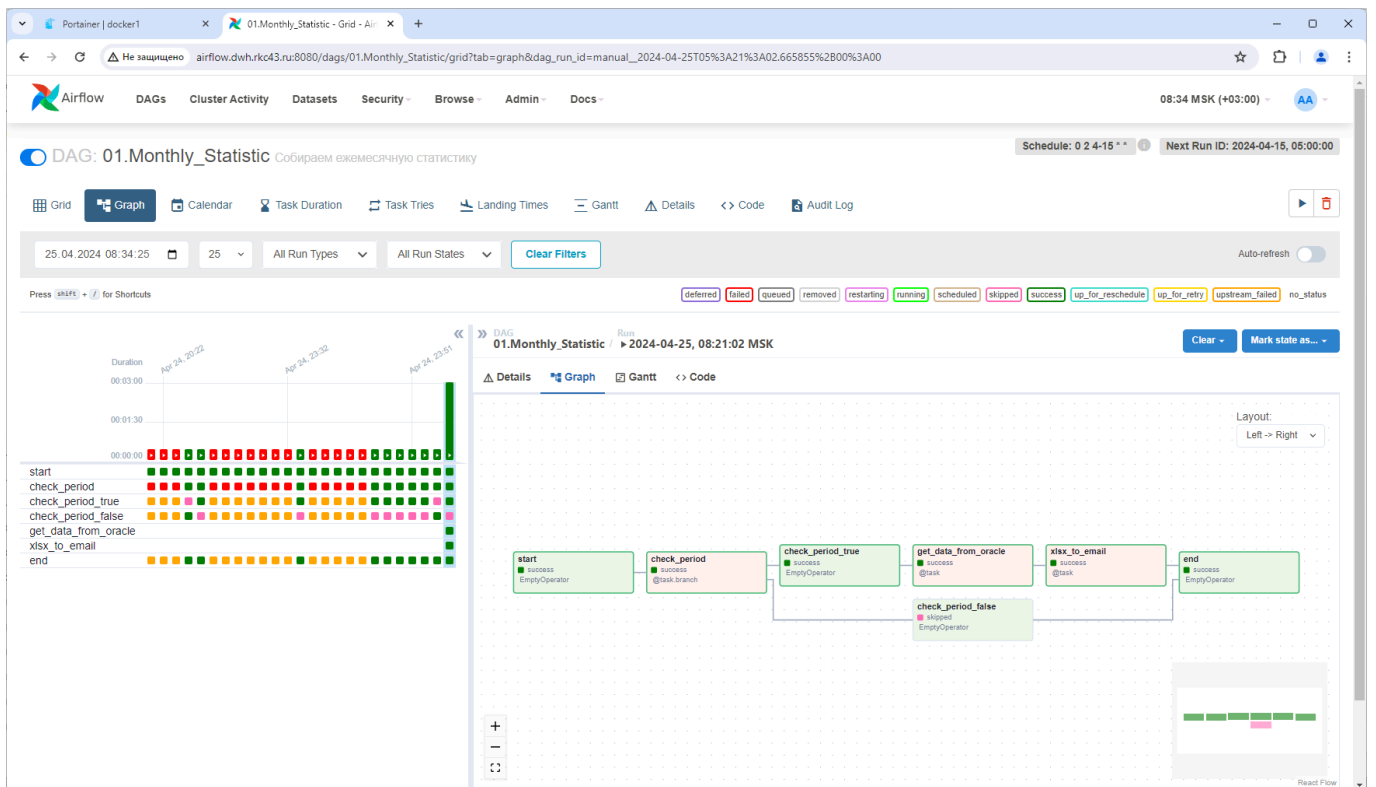 Portainer | docker1
01.Monthly_Statistic - Grid - Air
Не защищено airflow.dwh.rkc43.ru:8080/dags/01.Monthly_Statistic/grid?tab=graph&dag_run_id=manual__2024-04-25T05%3A21%3A02.665855%2B00%3A00
Airflow DAGs Cluster Activity Datasets Security Browse Admin Docs 08:34 MSK (+03:00) AA
DAG: 01.Monthly_Statistic Собираем ежемесячную статистику
Schedule: 0 2 4-15 * * i Next Run ID: 2024-04-15, 05:00:00
Grid Graph Calendar Task Duration Task Tries Landing Times Gantt Details Code Audit Log
25.04.2024 08:34:25 25 All Run Types All Run States Clear Filters Auto-refresh
Press shift + / for Shortcuts
deferred failed queued removed restarting running scheduled skipped success up_for_reschedule up_for_retry upstream_failed no_status
Duration
Apr 24, 20:22
Apr 24, 23:32
Apr 24, 23:51
00:03:00
00:01:30
00:00:00
start
check_period
check_period_true
check_period_false
get_data_from_oracle
xlsx_to_email
end
DAG
01.Monthly_Statistic /
Run
2024-04-25, 08:21:02 MSK
Clear
Mark state as...
Details Graph Gantt Code
Layout:
Left -> Right
start
success
EmptyOperator
check_period
success
@task.branch
check_period_true
success
EmptyOperator
get_data_from_oracle
success
@task
xlsx_to_email
success
@task
end
success
EmptyOperator
check_period_false
skipped
EmptyOperator
React Flow